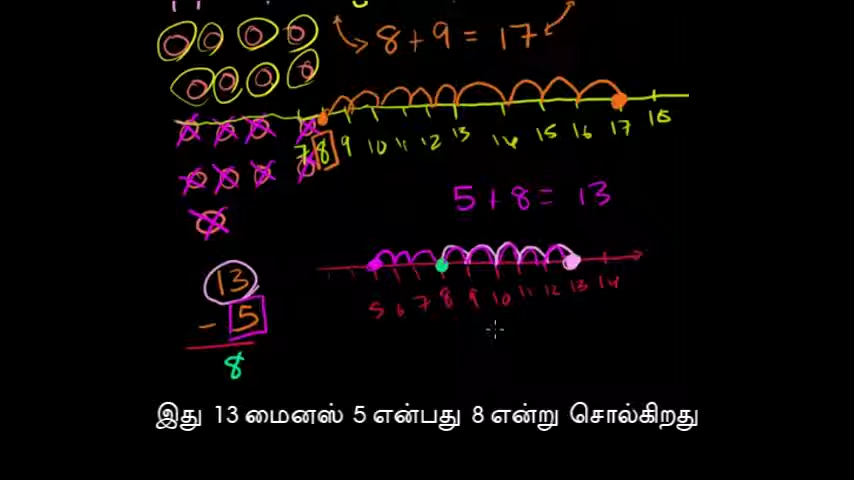 8 + 9 = 17
7 8 9 10 11 12 13 14 15 16 17 18
5 + 8 = 13
13
- 5
8
5 6 7 8 9 10 11 12 13 14
இது 13 மைனஸ் 5 என்பது 8 என்று சொல்கிறது